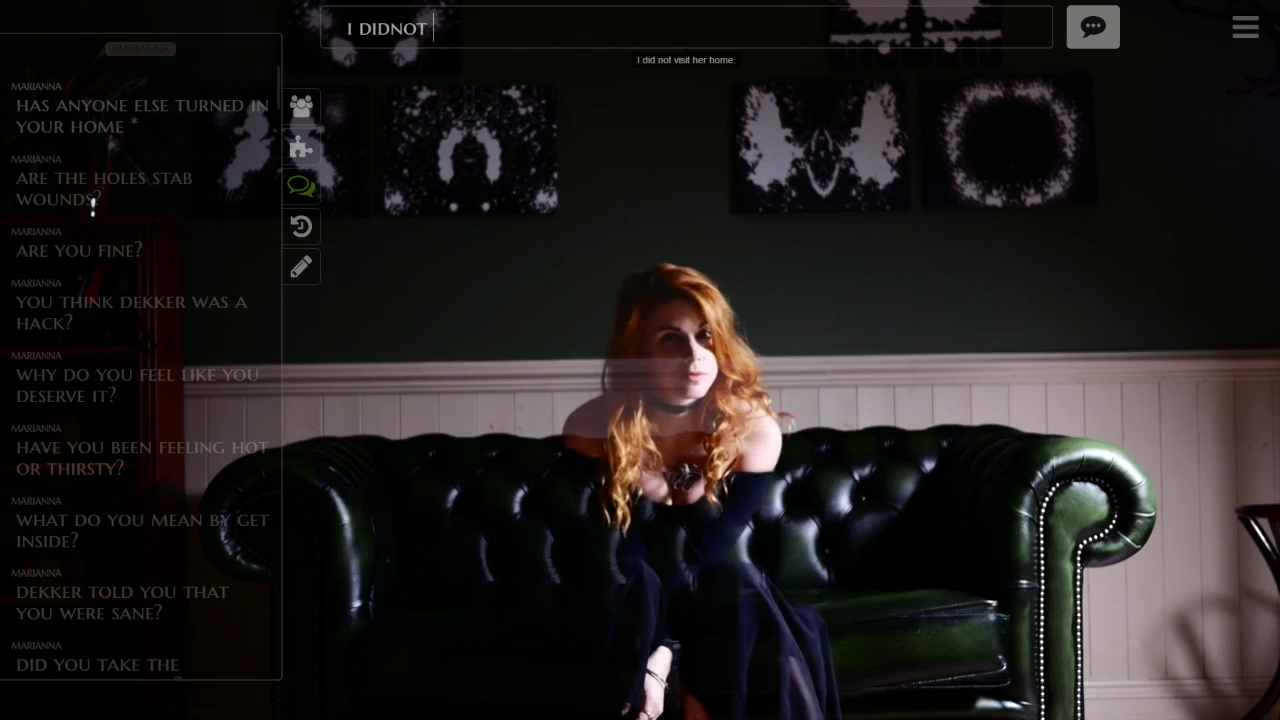 I DIDNOT
I did not visit her home.
MARIANNA
MARIANNA
HAS ANYONE ELSE TURNED IN
YOUR HOME *
MARIANNA
ARE THE HOLES STAB
WOUNDS?
MARIANNA
ARE YOU FINE?
MARIANNA
YOU THINK DEKKER WAS A
HACK?
MARIANNA
WHY DO YOU FEEL LIKE YOU
DESERVE IT?
MARIANNA
HAVE YOU BEEN FEELING HOT
OR THIRSTY?
MARIANNA
WHAT DO YOU MEAN BY GET
INSIDE?
MARIANNA
DEKKER TOLD YOU THAT
YOU WERE SANE?
MARIANNA
DID YOU TAKE THE